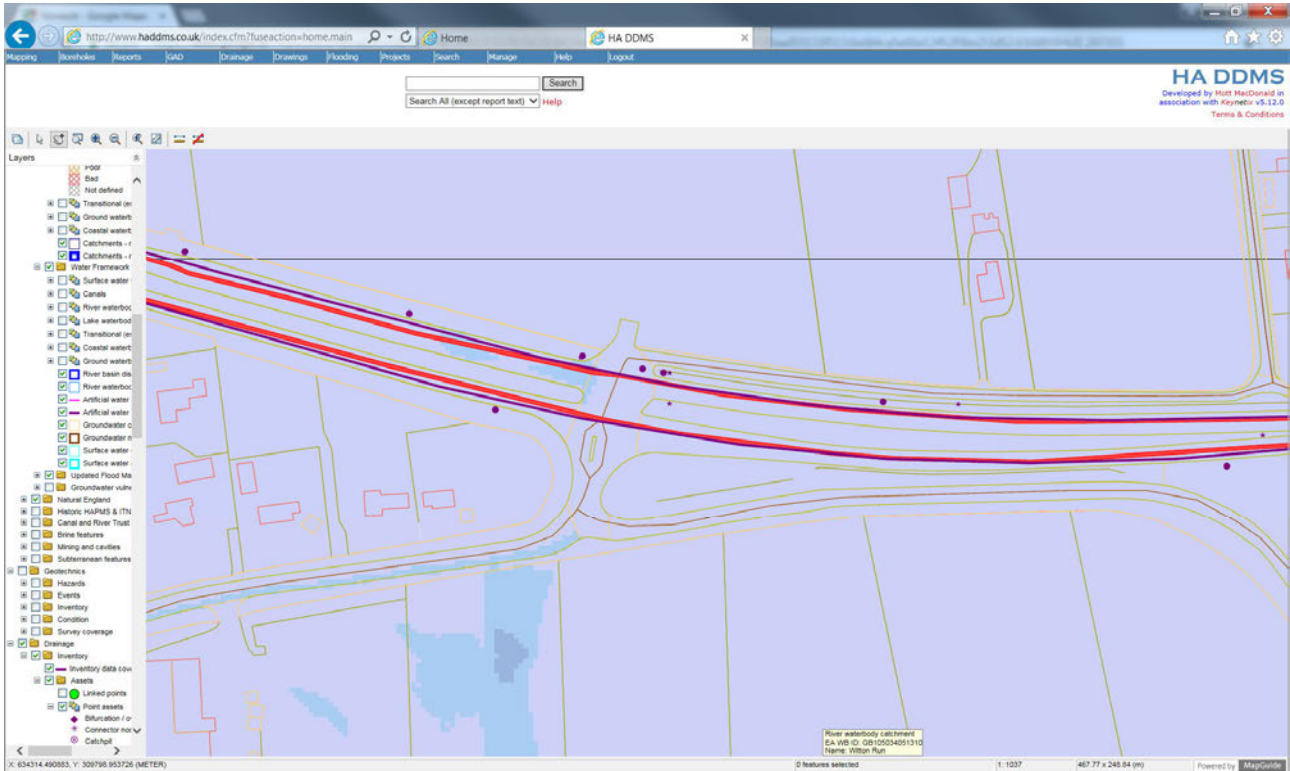 http://www.haddms.co.uk/index.cfm?fuseaction=home.main
Home
HA DDMS
Mapping Boreholes Reports GAD Drainage Drawings Flooding Projects Search Manage Help Logout
Search
Search All (except report text) Help
HA DDMS
Developed by Mott MacDonald in
association with Keynetix v5.12.0
Terms & Conditions
Layers
Poor
Bad
Not defined
Transitional (es
Ground waterb
Coastal waterb
Catchments - r
Catchments - r
Water Framework
Surface water
Canals
River waterboc
Lake waterbod
Transitional (es
Coastal watert
Ground waterb
River basin dis
River waterboc
Artificial water
Artificial water
Groundwater c
Groundwater n
Surface water
Surface water
Updated Flood Ma
Groundwater vulne
Natural England
Historic HAPMS & ITN
Canal and River Trust
Brine features
Mining and cavities
Subterranean features
Geotechnics
Hazards
Events
Inventory
Condition
Survey coverage
Drainage
Inventory
Inventory data cove
Assets
Linked points
Point assets
Bifurcation / o
Connector noc
Catchpit
River waterbody catchment
EA WB ID: GB105034051310
Name: Witton Run
X: 634314.490883, Y: 309798.953726 (METER) 0 features selected 1: 1037 467.77 x 248.84 (m) Powered by MapGuide